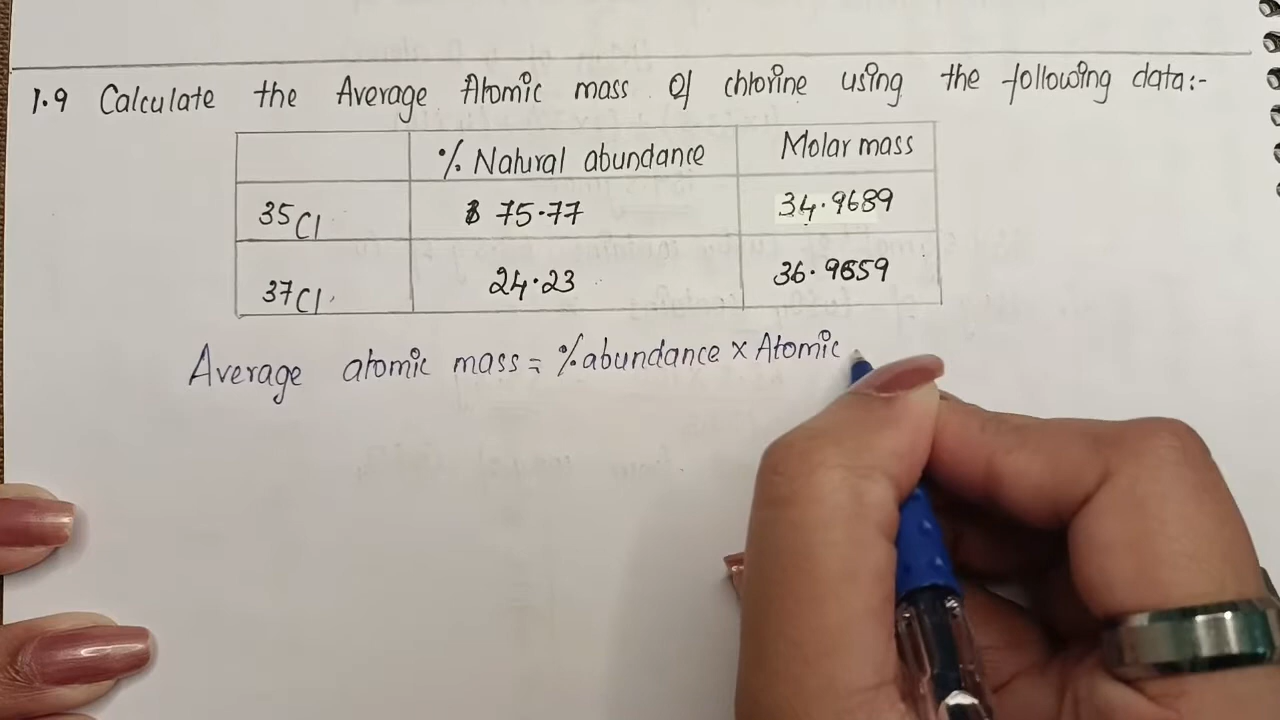 1.9 Calculate the Average Atomic mass of chlorine using the following data:-
% Natural abundance Molar mass
35Cl 75.77 34.9689
37Cl 24.23 36.9659
Average atomic mass = % abundance × Atomic